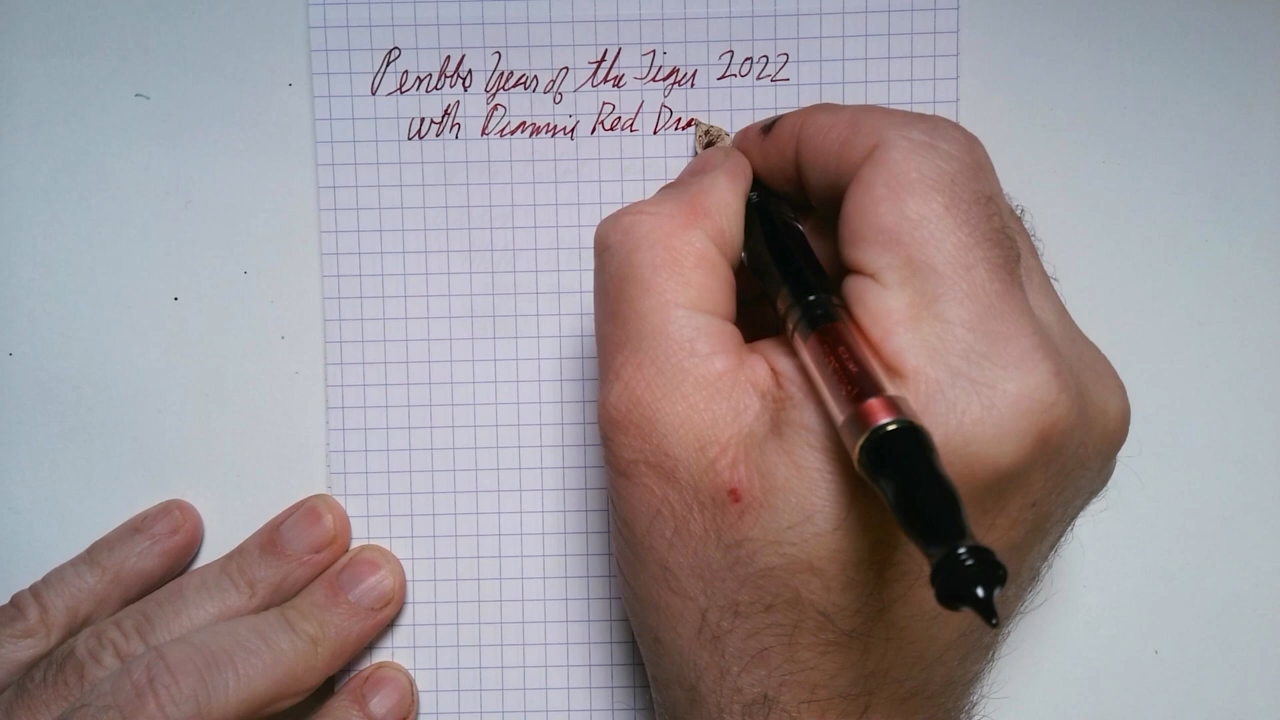 Penbbs Year of the Tiger 2022
with Diamine Red Dra